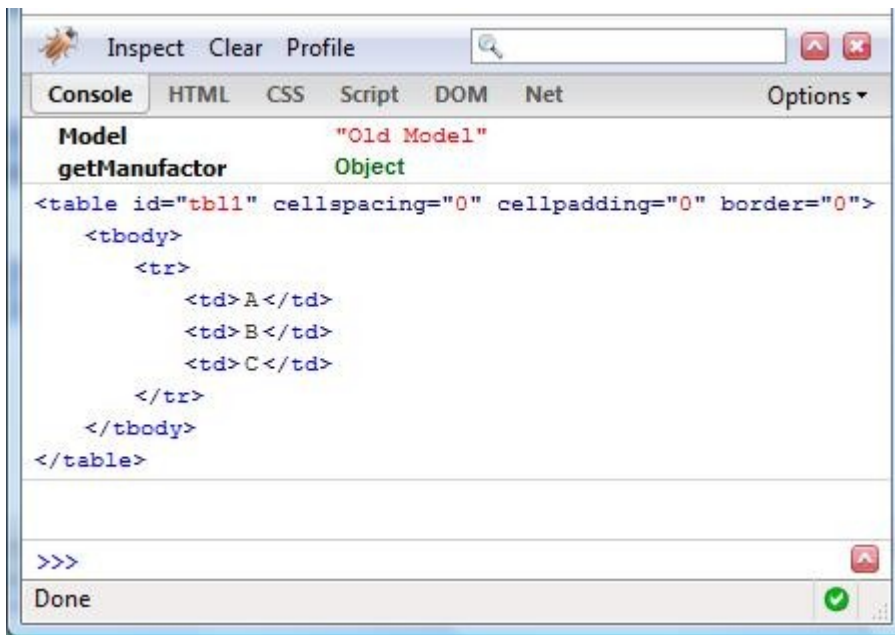 Inspect Clear Profile
Console HTML CSS Script DOM Net Options
Model "Old Model"
getManufactor Object
<table id="tbl1" cellspacing="0" cellpadding="0" border="0">
<tbody>
<tr>
<td>A</td>
<td>B</td>
<td>C</td>
</tr>
</tbody>
</table>
>>>
Done